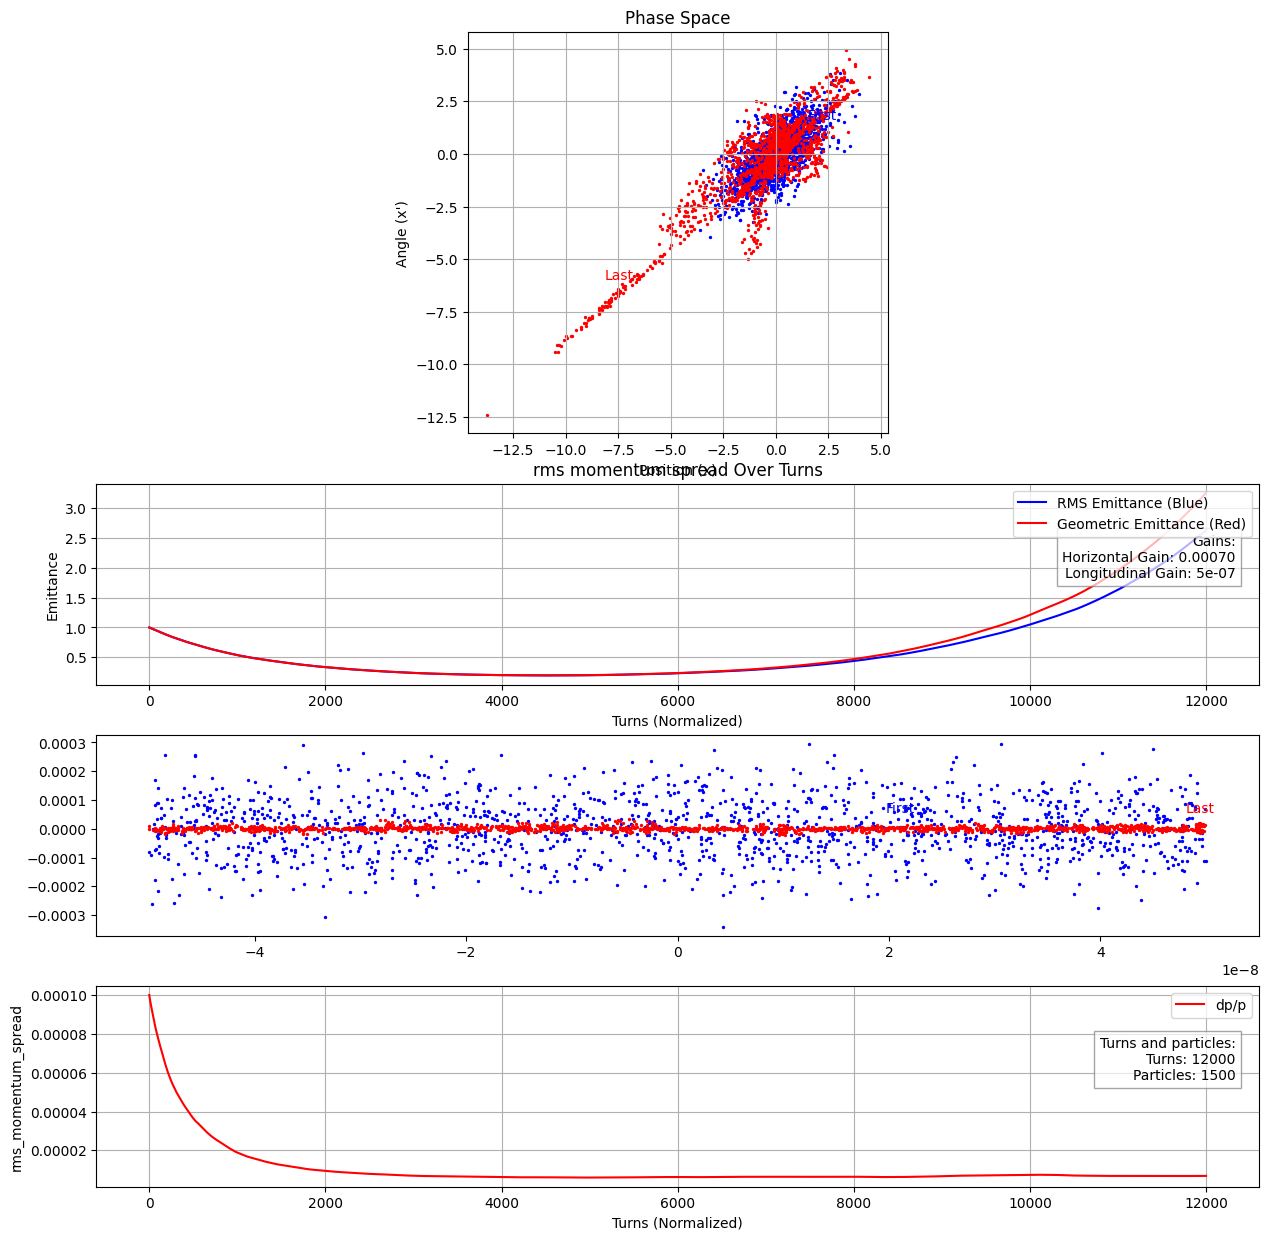 Phase Space
5.0
2.5
0.0
−2.5
−5.0
−7.5
−10.0
−12.5
Angle (x')
Last
−12.5 −10.0 −7.5 −5.0 −2.5 0.0 2.5 5.0
Position (x)
rms momentum spread Over Turns
3.0
2.5
2.0
1.5
1.0
0.5
Emittance
RMS Emittance (Blue)
Geometric Emittance (Red)
Gains:
Horizontal Gain: 0.00070
Longitudinal Gain: 5e-07
0 2000 4000 6000 8000 10000 12000
Turns (Normalized)
0.0003
0.0002
0.0001
0.0000
−0.0001
−0.0002
−0.0003
First
Last
−4 −2 0 2 4
1e−8
0.00010
0.00008
0.00006
0.00004
0.00002
rms_momentum_spread
dp/p
Turns and particles:
Turns: 12000
Particles: 1500
0 2000 4000 6000 8000 10000 12000
Turns (Normalized)